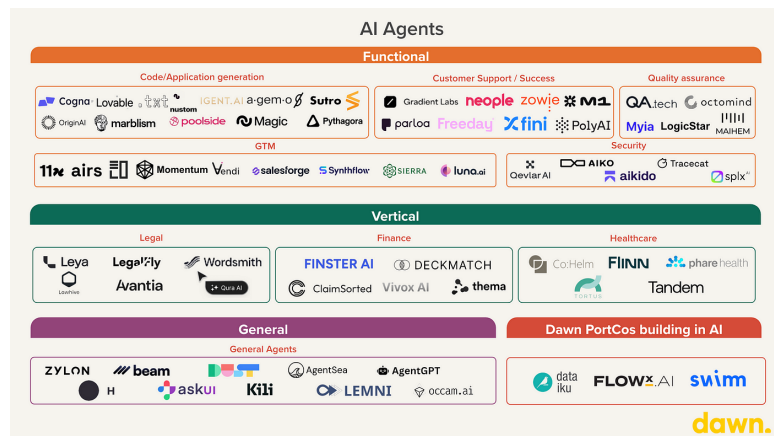 AI Agents
Functional
Code/Application generation
Customer Support / Success
Quality assurance
Cogna Lovable .txt nustom IGENT.AI a·gem·o Sutro
OriginAI marblism poolside Magic Pythagora
Gradient Labs neople zowie M1
parloa Freeday fini PolyAI
QA.tech octomind
Myia LogicStar MAIHEM
GTM
Security
11x airs Momentum Vendi salesforge Synthflow SIERRA luna.ai
Qevlar AI AIKO Tracecat
aikido splx AI
Vertical
Legal
Finance
Healthcare
Leya Legalfly Wordsmith
Lawhive Avantia Qura AI
FINSTER AI DECKMATCH
ClaimSorted Vivox AI thema
Co:Helm FLINN phare health
TORTUS Tandem
General
Dawn PortCos building in AI
General Agents
ZYLON beam DUST AgentSea AgentGPT
H askui Kili LEMNI occam.ai
data iku FLOWX.AI swim
dawn.